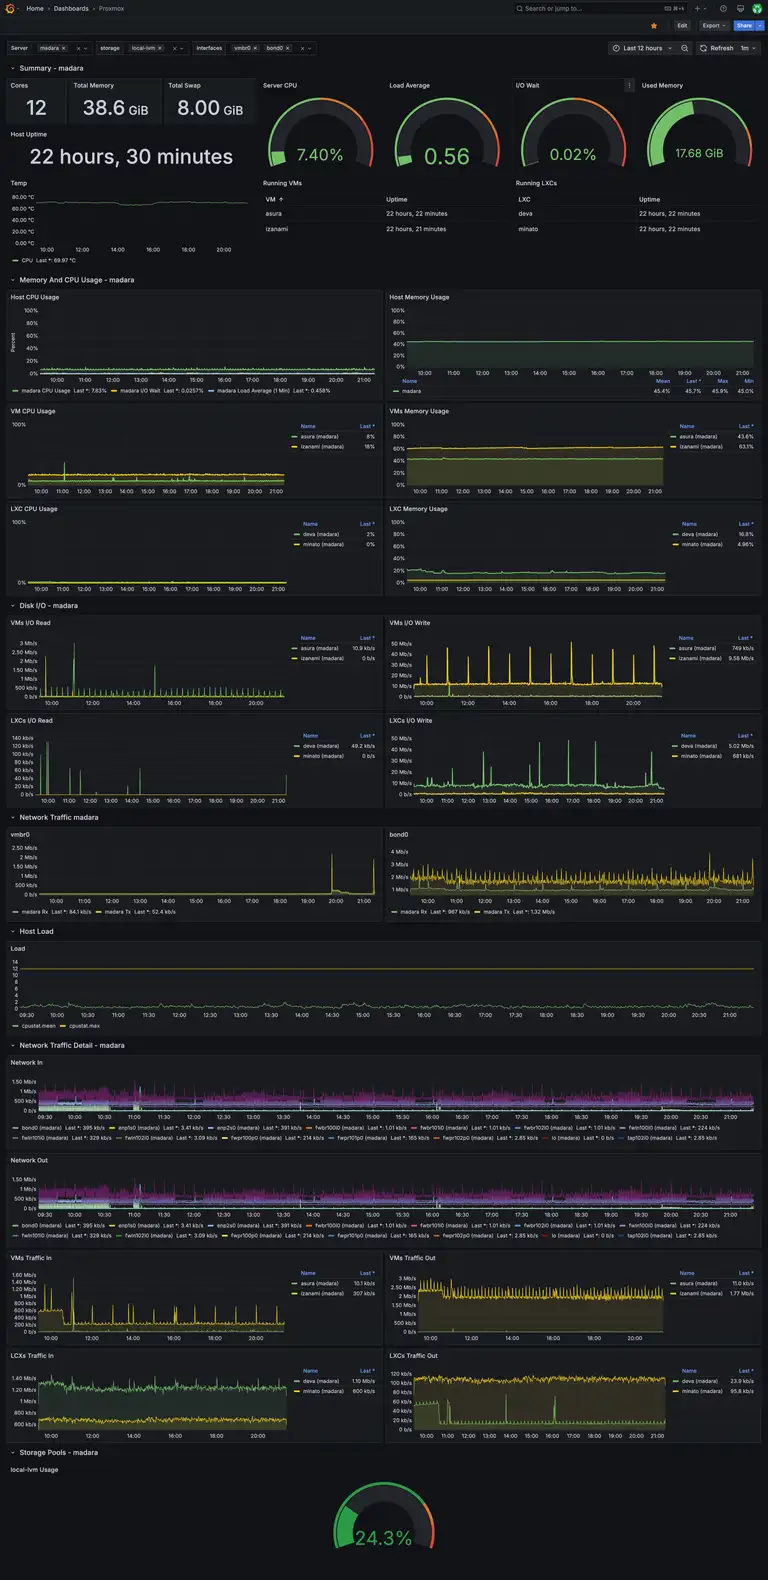 Home › Dashboards › Proxmox
Search or jump to...
Edit Export Share
Server madara × storage local-lvm × interfaces vmbr0 × bond0 ×
Last 12 hours Refresh 1m
Summary - madara
Cores Total Memory Total Swap Server CPU Load Average I/O Wait Used Memory
12 38.6 GiB 8.00 GiB
7.40% 0.56 0.02% 17.68 GiB
Host Uptime
22 hours, 30 minutes
Temp
80.00 °C
60.00 °C
40.00 °C
20.00 °C
0.00 °C
10:00 12:00 14:00 16:00 18:00 20:00
CPU Last *: 69.97 °C
Running VMs
VM ↑ Uptime
asura 22 hours, 22 minutes
izanami 22 hours, 21 minutes
Running LXCs
LXC Uptime
deva 22 hours, 22 minutes
minato 22 hours, 22 minutes
Memory And CPU Usage - madara
Host CPU Usage
Percent
100%
80%
60%
40%
20%
0%
10:00 11:00 12:00 13:00 14:00 15:00 16:00 17:00 18:00 19:00 20:00 21:00
madara CPU Usage Last *: 7.83% madara I/O Wait Last *: 0.0257% madara Load Average (1 Min) Last *: 0.458%
Host Memory Usage
100%
80%
60%
40%
20%
0%
10:00 11:00 12:00 13:00 14:00 15:00 16:00 17:00 18:00 19:00 20:00 21:00
Name Mean Last * Max Min
madara 45.4% 45.7% 45.9% 45.0%
VM CPU Usage
100%
0%
10:00 11:00 12:00 13:00 14:00 15:00 16:00 17:00 18:00 19:00 20:00 21:00
Name Last *
asura (madara) 8%
izanami (madara) 18%
VMs Memory Usage
100%
80%
60%
40%
20%
0%
10:00 11:00 12:00 13:00 14:00 15:00 16:00 17:00 18:00 19:00 20:00 21:00
Name Last *
asura (madara) 43.6%
izanami (madara) 63.1%
LXC CPU Usage
100%
0%
10:00 11:00 12:00 13:00 14:00 15:00 16:00 17:00 18:00 19:00 20:00 21:00
Name Last *
deva (madara) 2%
minato (madara) 0%
LXC Memory Usage
100%
80%
60%
40%
20%
0%
10:00 11:00 12:00 13:00 14:00 15:00 16:00 17:00 18:00 19:00 20:00 21:00
Name Last *
deva (madara) 16.8%
minato (madara) 4.96%
Disk I/O - madara
VMs I/O Read
3 Mb/s
2.50 Mb/s
2 Mb/s
1.50 Mb/s
1 Mb/s
500 kb/s
0 b/s
10:00 12:00 14:00 16:00 18:00 20:00
Name Last *
asura (madara) 10.9 kb/s
izanami (madara) 0 b/s
VMs I/O Write
50 Mb/s
40 Mb/s
30 Mb/s
20 Mb/s
10 Mb/s
0 b/s
10:00 12:00 14:00 16:00 18:00 20:00
Name Last *
asura (madara) 749 kb/s
izanami (madara) 9.58 Mb/s
LXCs I/O Read
140 kb/s
120 kb/s
100 kb/s
80 kb/s
60 kb/s
40 kb/s
20 kb/s
0 b/s
10:00 11:00 12:00 13:00 14:00 15:00 16:00 17:00 18:00 19:00 20:00 21:00
Name Last *
deva (madara) 49.2 kb/s
minato (madara) 0 b/s
LXCs I/O Write
50 Mb/s
40 Mb/s
30 Mb/s
20 Mb/s
10 Mb/s
0 b/s
10:00 11:00 12:00 13:00 14:00 15:00 16:00 17:00 18:00 19:00 20:00 21:00
Name Last *
deva (madara) 5.02 Mb/s
minato (madara) 681 kb/s
Network Traffic madara
vmbr0
2.50 Mb/s
2 Mb/s
1.50 Mb/s
1 Mb/s
500 kb/s
0 b/s
10:00 11:00 12:00 13:00 14:00 15:00 16:00 17:00 18:00 19:00 20:00 21:00
madara Rx Last *: 84.1 kb/s madara Tx Last *: 52.4 kb/s
bond0
4 Mb/s
3 Mb/s
2 Mb/s
1 Mb/s
10:00 11:00 12:00 13:00 14:00 15:00 16:00 17:00 18:00 19:00 20:00 21:00
madara Rx Last *: 967 kb/s madara Tx Last *: 1.32 Mb/s
Host Load
Load
14
12
10
8
6
4
2
0
09:30 10:00 10:30 11:00 11:30 12:00 12:30 13:00 13:30 14:00 14:30 15:00 15:30 16:00 16:30 17:00 17:30 18:00 18:30 19:00 19:30 20:00 20:30 21:00
cpustat.mean cpustat.max
Network Traffic Detail - madara
Network In
1.50 Mb/s
1 Mb/s
500 kb/s
0 b/s
09:30 10:00 10:30 11:00 11:30 12:00 12:30 13:00 13:30 14:00 14:30 15:00 15:30 16:00 16:30 17:00 17:30 18:00 18:30 19:00 19:30 20:00 20:30 21:00
bond0 (madara) Last *: 395 kb/s enp1s0 (madara) Last *: 3.41 kb/s enp2s0 (madara) Last *: 391 kb/s fwbr100i0 (madara) Last *: 1.01 kb/s fwbr101i0 (madara) Last *: 1.01 kb/s fwbr102i0 (madara) Last *: 1.01 kb/s fwln100i0 (madara) Last *: 224 kb/s
fwln101i0 (madara) Last *: 329 kb/s fwln102i0 (madara) Last *: 3.09 kb/s fwpr100p0 (madara) Last *: 214 kb/s fwpr101p0 (madara) Last *: 165 kb/s fwpr102p0 (madara) Last *: 2.85 kb/s lo (madara) Last *: 0 b/s tap102i0 (madara) Last *: 2.85 kb/s
Network Out
1.50 Mb/s
1 Mb/s
500 kb/s
0 b/s
09:30 10:00 10:30 11:00 11:30 12:00 12:30 13:00 13:30 14:00 14:30 15:00 15:30 16:00 16:30 17:00 17:30 18:00 18:30 19:00 19:30 20:00 20:30 21:00
bond0 (madara) Last *: 395 kb/s enp1s0 (madara) Last *: 3.41 kb/s enp2s0 (madara) Last *: 391 kb/s fwbr100i0 (madara) Last *: 1.01 kb/s fwbr101i0 (madara) Last *: 1.01 kb/s fwbr102i0 (madara) Last *: 1.01 kb/s fwln100i0 (madara) Last *: 224 kb/s
fwln101i0 (madara) Last *: 329 kb/s fwln102i0 (madara) Last *: 3.09 kb/s fwpr100p0 (madara) Last *: 214 kb/s fwpr101p0 (madara) Last *: 165 kb/s fwpr102p0 (madara) Last *: 2.85 kb/s lo (madara) Last *: 0 b/s tap102i0 (madara) Last *: 2.85 kb/s
VMs Traffic In
1.60 Mb/s
1.40 Mb/s
1.20 Mb/s
1 Mb/s
800 kb/s
600 kb/s
400 kb/s
200 kb/s
0 b/s
10:00 12:00 14:00 16:00 18:00 20:00
Name Last *
asura (madara) 10.1 kb/s
izanami (madara) 307 kb/s
VMs Traffic Out
3 Mb/s
2.50 Mb/s
2 Mb/s
1.50 Mb/s
1 Mb/s
500 kb/s
0 b/s
10:00 12:00 14:00 16:00 18:00 20:00
Name Last *
asura (madara) 11.0 kb/s
izanami (madara) 1.77 Mb/s
LCXs Traffic In
1.40 Mb/s
1.20 Mb/s
1 Mb/s
800 kb/s
600 kb/s
10:00 12:00 14:00 16:00 18:00 20:00
Name Last *
deva (madara) 1.10 Mb/s
minato (madara) 600 kb/s
LXCs Traffic Out
120 kb/s
100 kb/s
80 kb/s
60 kb/s
40 kb/s
20 kb/s
0 b/s
10:00 11:00 12:00 13:00 14:00 15:00 16:00 17:00 18:00 19:00 20:00 21:00
Name Last *
deva (madara) 23.9 kb/s
minato (madara) 95.8 kb/s
Storage Pools - madara
local-lvm Usage
24.3%